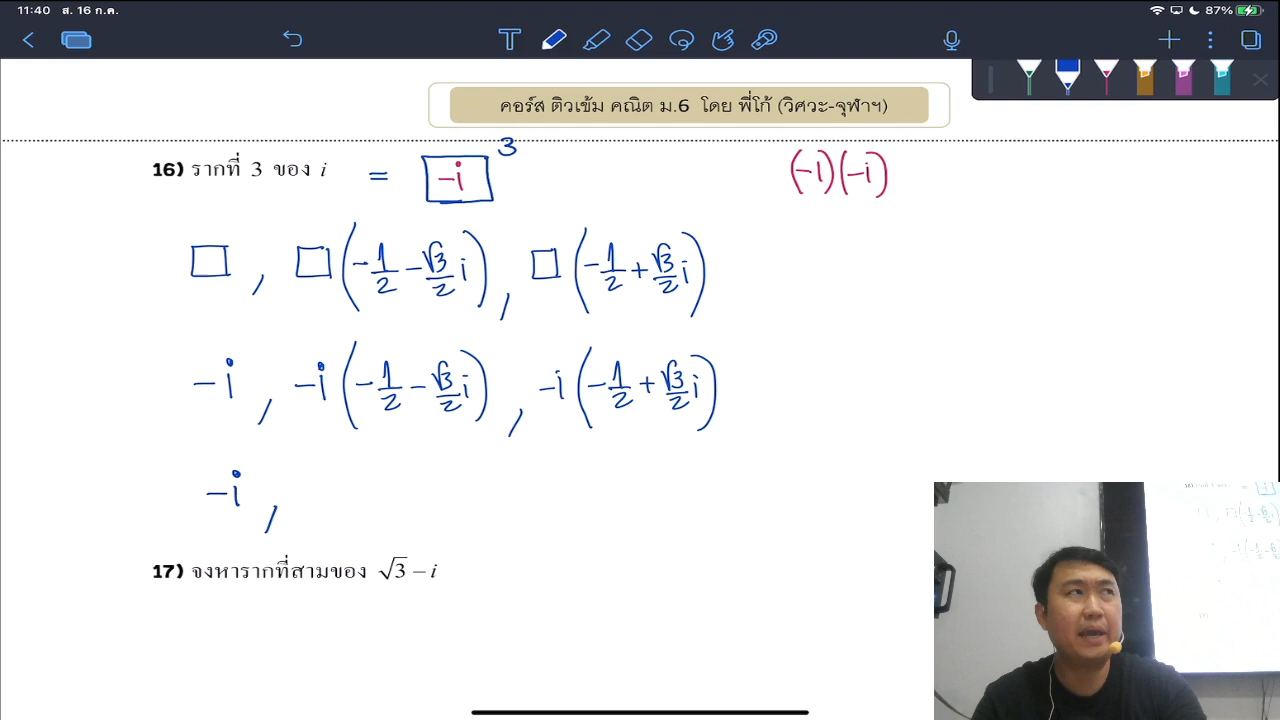 11:40 ส. 16 ก.ค. 87%
คอร์ส ติวเข้ม คณิต ม.6 โดย พี่โก้ (วิศวะ-จุฬาฯ)
16) รากที่ 3 ของ i = [-i]³ (-i)(-i)
□ , □(-1/2 - √3/2 i) , □(-1/2 + √3/2 i)
-i , -i(-1/2 - √3/2 i) , -i(-1/2 + √3/2 i)
-i ,
17) จงหารากที่สามของ √3 - i